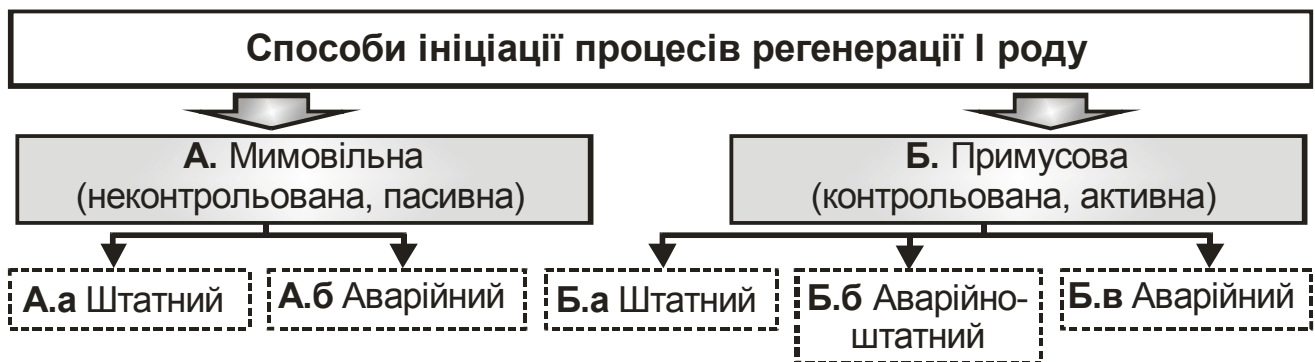 Способи ініціації процесів регенерації I роду
А. Мимовільна
(неконтрольована, пасивна)
Б. Примусова
(контрольована, активна)
А.а Штатний
А.б Аварійний
Б.а Штатний
Б.б Аварійно-
штатний
Б.в Аварійний